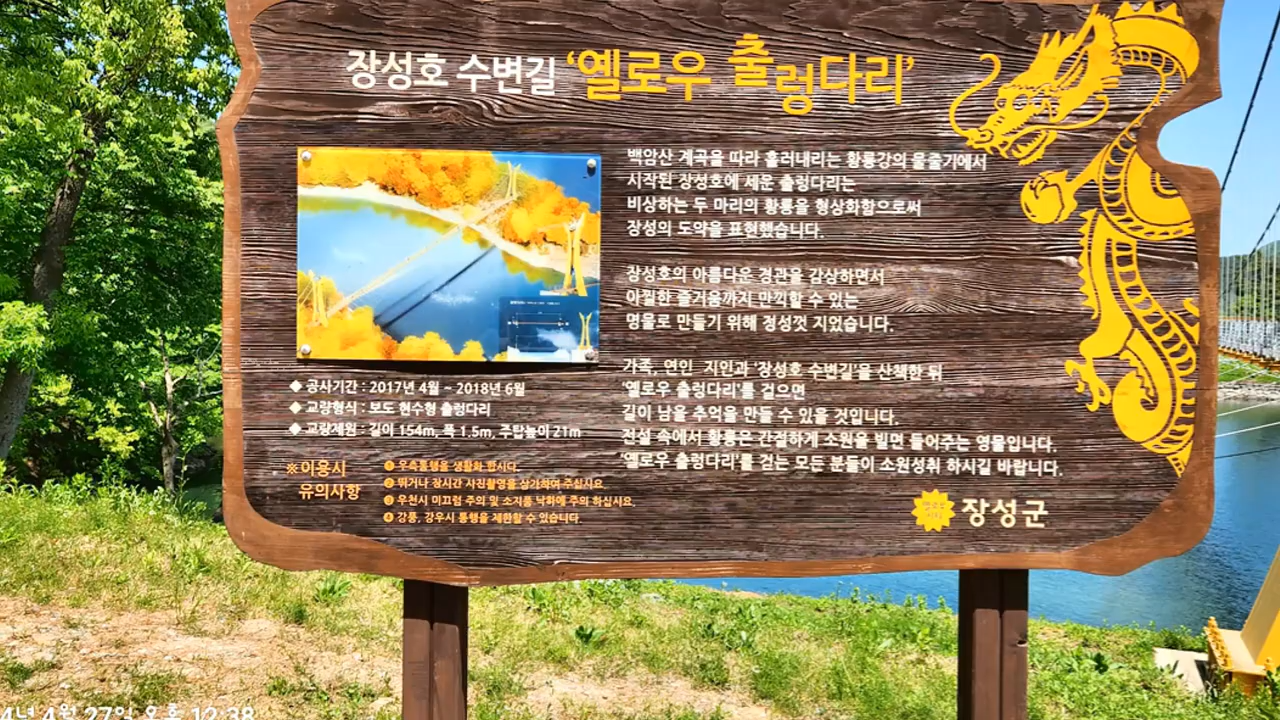 장성호 수변길 '옐로우 출렁다리'
백암산 계곡을 따라 흘러내리는 황룡강의 물줄기에서
시작된 장성호에 세운 출렁다리는
비상하는 두 마리의 황룡을 형상화함으로써
장성의 도약을 표현했습니다.
장성호의 아름다운 경관을 감상하면서
아찔한 즐거움까지 만끽할 수 있는
명물로 만들기 위해 정성껏 지었습니다.
가족, 연인 지인과 '장성호 수변길'을 산책한 뒤
'옐로우 출렁다리'를 걸으면
길이 남을 추억을 만들 수 있을 것입니다.
전설 속에서 황룡은 간절하게 소원을 빌면 들어주는 영물입니다.
'옐로우 출렁다리'를 걷는 모든 분들이 소원성취 하시길 바랍니다.
◆ 공사기간 : 2017년 4월 ~ 2018년 6월
◆ 교량형식 : 보도 현수형 출렁다리
◆ 교량제원 : 길이 154m, 폭 1.5m, 주탑높이 21m
※이용시
유의사항
❶ 우측통행을 생활화 합시다.
❷ 뛰거나 장시간 사진촬영을 삼가하여 주십시요.
❸ 우천시 미끄럼 주의 및 소지품 낙화에 주의 하십시요.
❹ 강풍, 강우시 통행을 제한할 수 있습니다.
장성군
4년 4월 27일 오후 12:38